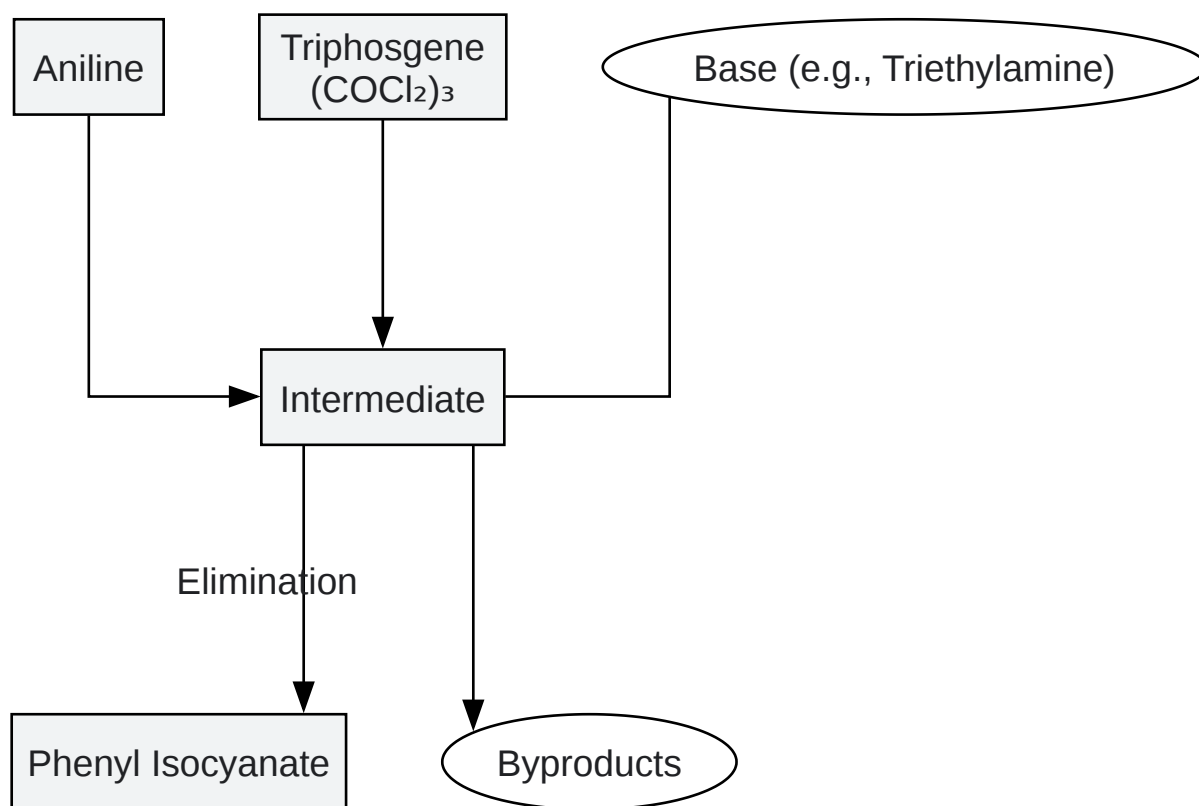 Aniline
Triphosgene
(COCl₂)₃
Base (e.g., Triethylamine)
Intermediate
Elimination
Phenyl Isocyanate
Byproducts